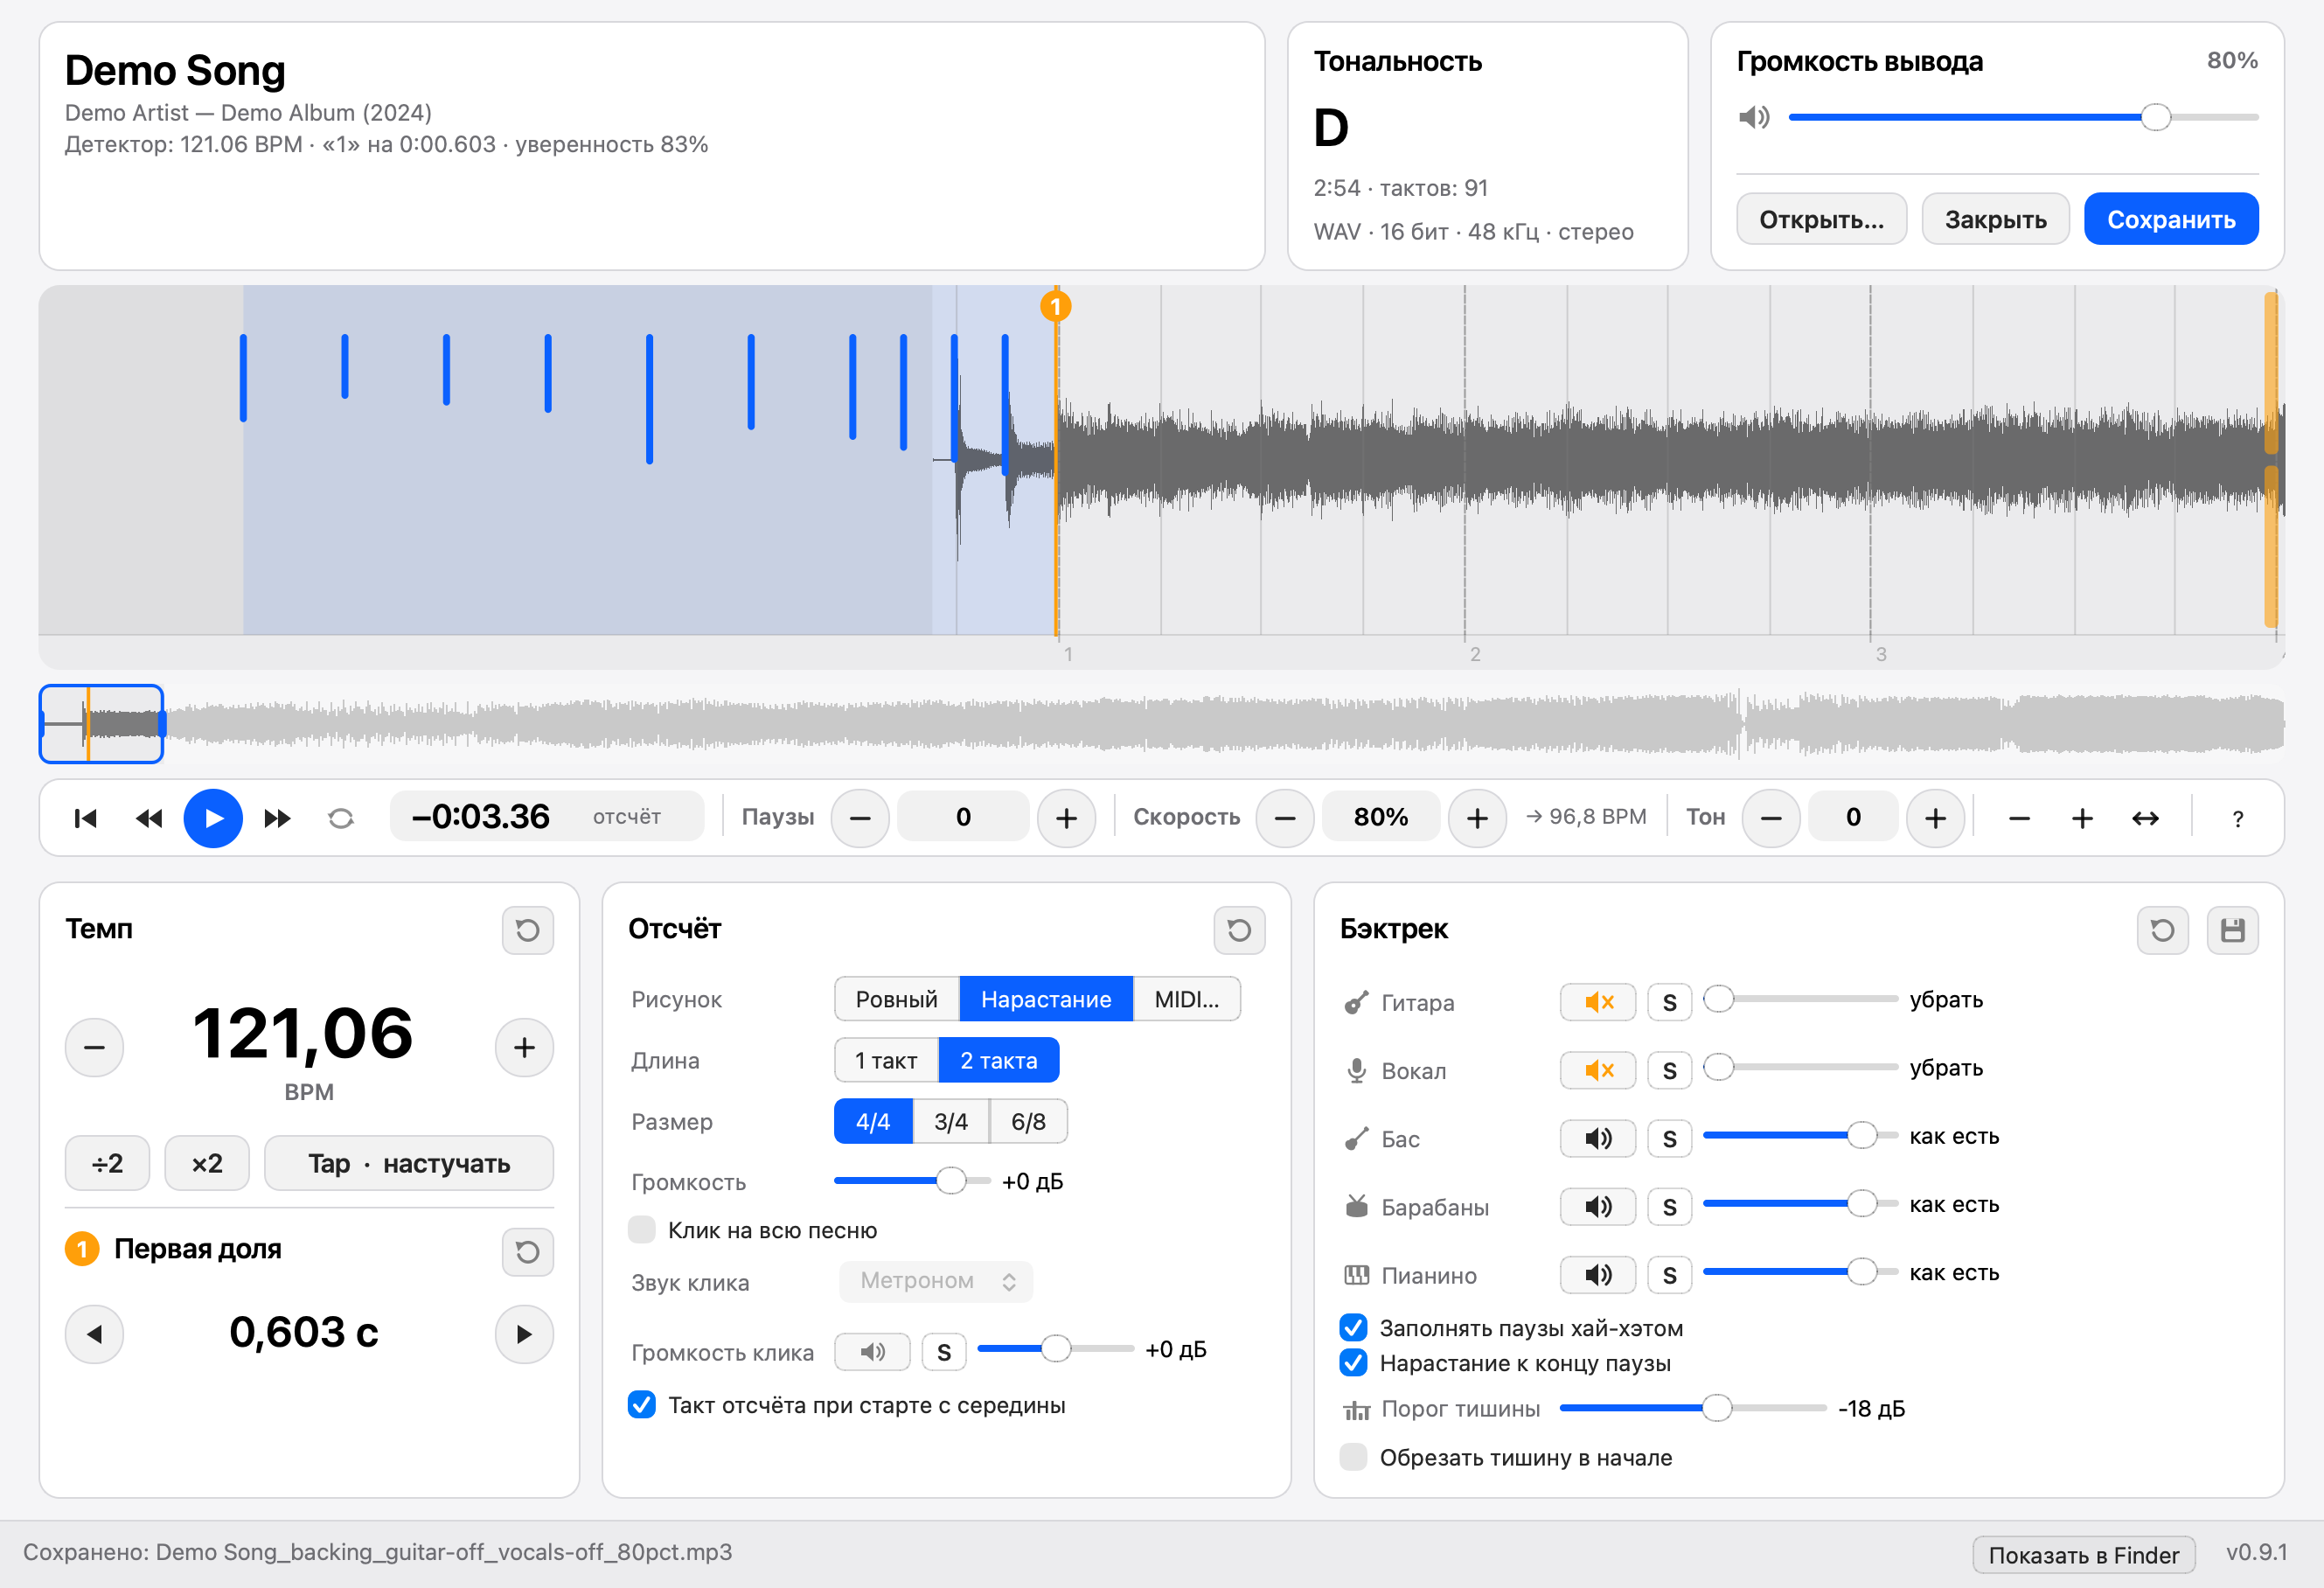 Demo Song
Demo Artist — Demo Album (2024)
Детектор: 121.06 BPM · «1» на 0:00.603 · уверенность 83%
Тональность
D
2:54 · тактов: 91
WAV · 16 бит · 48 кГц · стерео
Громкость вывода 80%
Открыть... Закрыть Сохранить
1
1 2 3
−0:03.36 отсчёт Паузы − 0 + Скорость − 80% + → 96,8 BPM Тон − 0 + − + ↔ ?
Темп
− 121,06 +
BPM
÷2 ×2 Tap · настучать
1 Первая доля
0,603 с
Отсчёт
Рисунок Ровный Нарастание MIDI...
Длина 1 такт 2 такта
Размер 4/4 3/4 6/8
Громкость +0 дБ
Клик на всю песню
Звук клика Метроном
Громкость клика S +0 дБ
Такт отсчёта при старте с середины
Бэктрек
Гитара S убрать
Вокал S убрать
Бас S как есть
Барабаны S как есть
Пианино S как есть
Заполнять паузы хай-хэтом
Нарастание к концу паузы
Порог тишины -18 дБ
Обрезать тишину в начале
Сохранено: Demo Song_backing_guitar-off_vocals-off_80pct.mp3
Показать в Finder v0.9.1